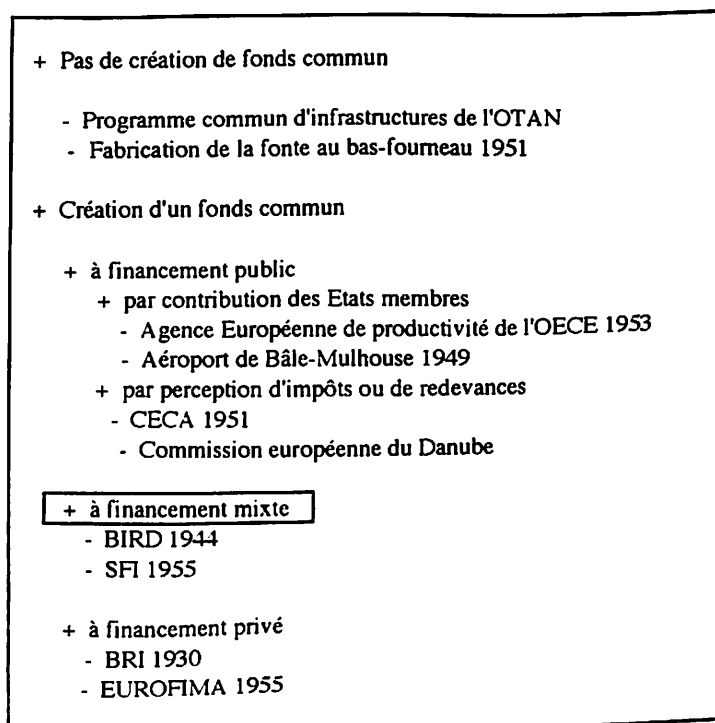 + Pas de création de fonds commun
- Programme commun d'infrastructures de l'OTAN
- Fabrication de la fonte au bas-fourneau 1951
+ Création d'un fonds commun
+ à financement public
+ par contribution des Etats membres
- Agence Européenne de productivité de l'OECE 1953
- Aéroport de Bâle-Mulhouse 1949
+ par perception d'impôts ou de redevances
- CECA 1951
- Commission européenne du Danube
+ à financement mixte
- BIRD 1944
- SFI 1955
+ à financement privé
- BRI 1930
- EUROFIMA 1955